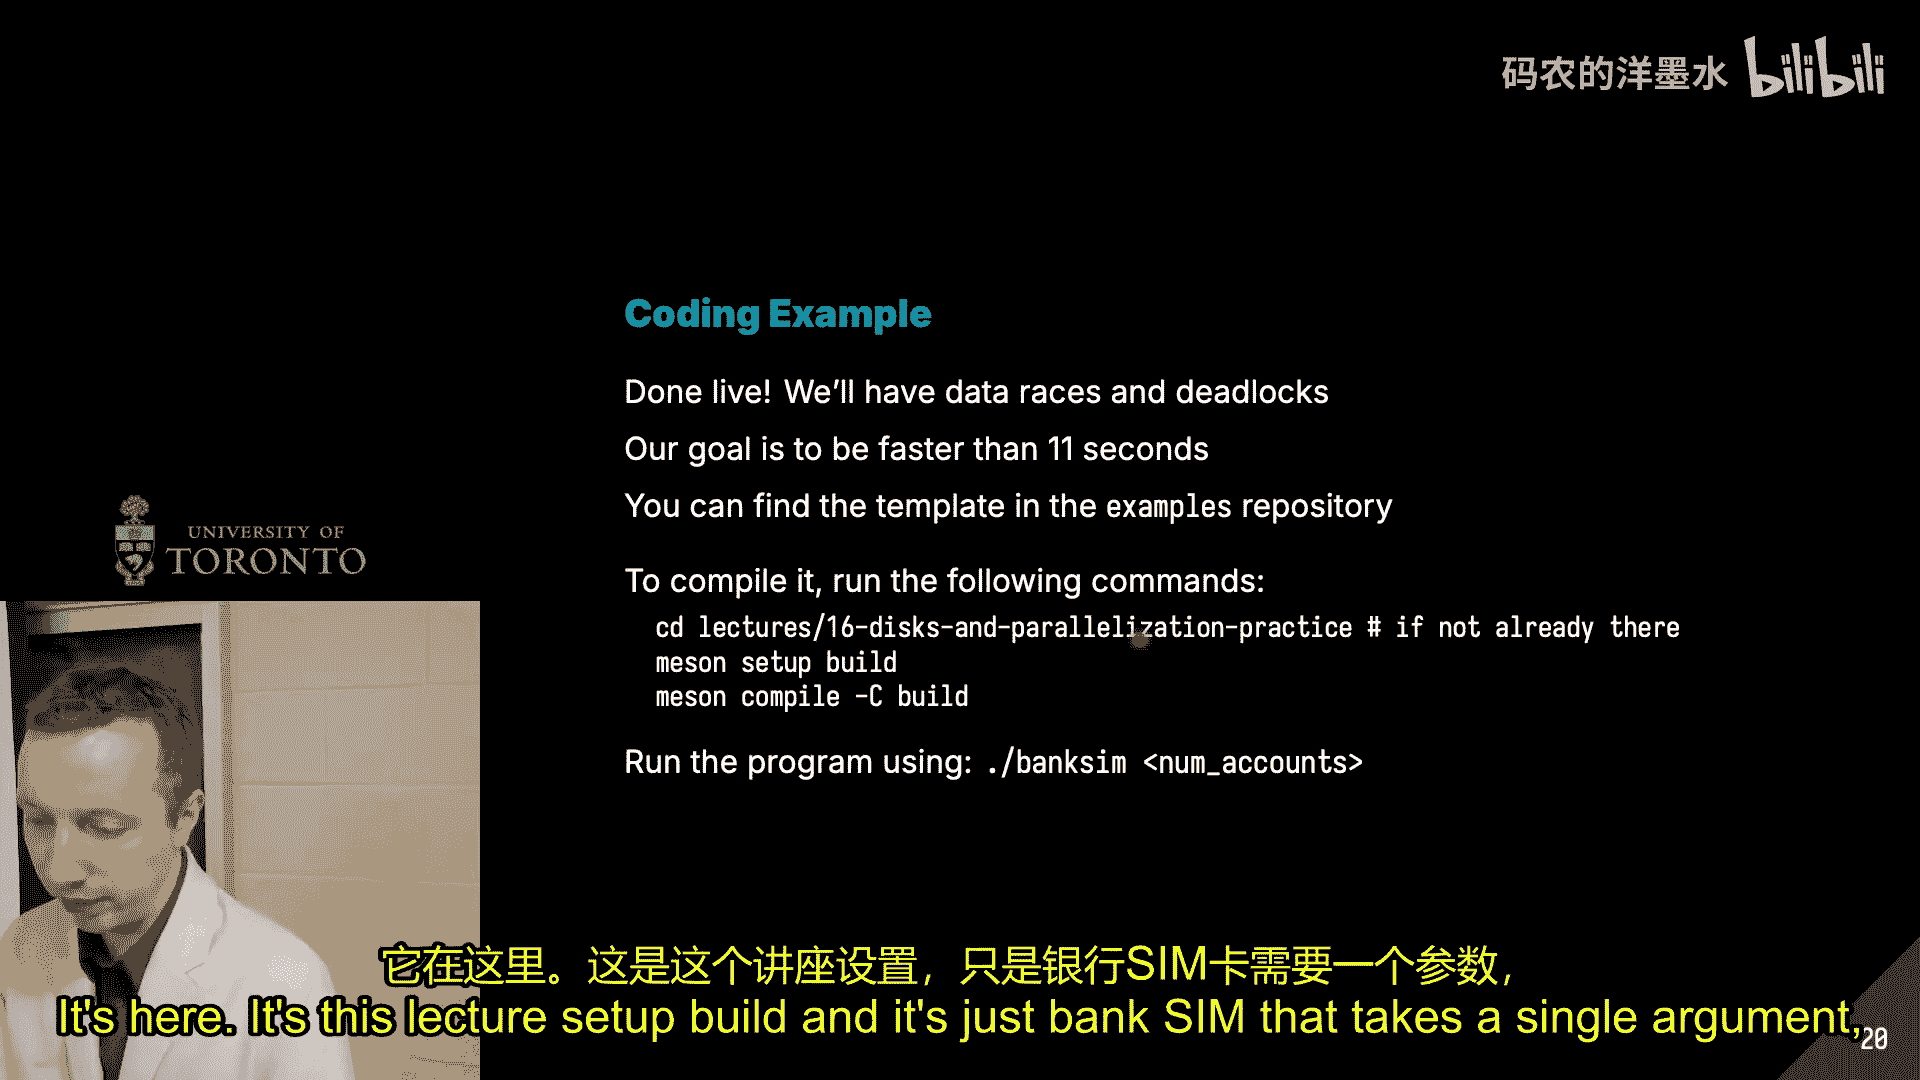 码农的洋墨水 bilibili
Coding Example
Done live! We’ll have data races and deadlocks
Our goal is to be faster than 11 seconds
You can find the template in the examples repository
UNIVERSITY OF
TORONTO
To compile it, run the following commands:
cd lectures/16-disks-and-parallelization-practice # if not already there
meson setup build
meson compile -C build
Run the program using: ./banksim <num_accounts>
它在这里。这是这个讲座设置，只是银行SIM卡需要一个参数，
It's here. It's this lecture setup build and it's just bank SIM that takes a single argument,
20